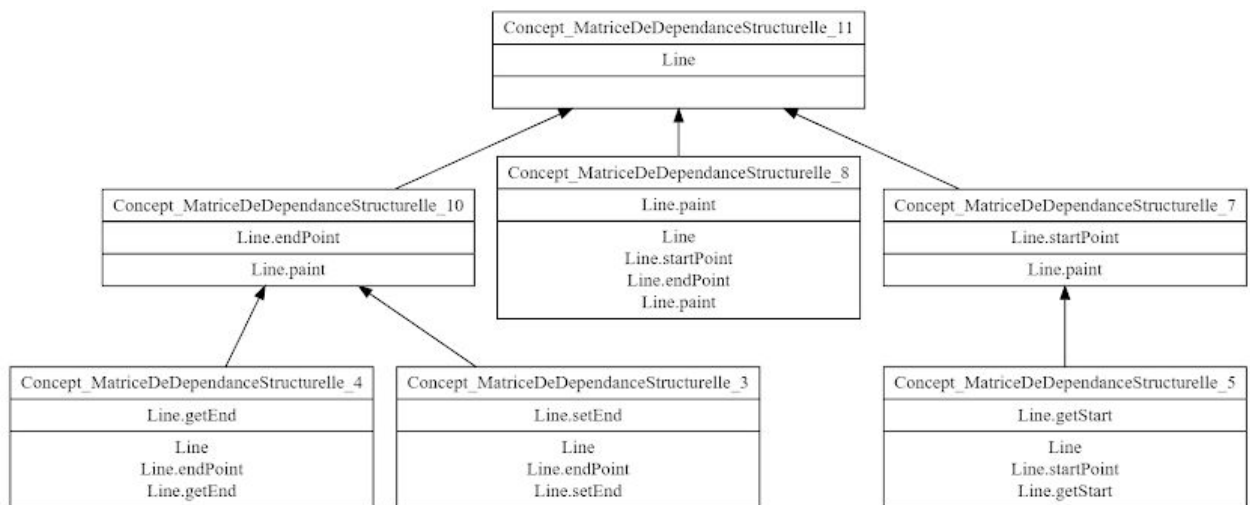 Concept_MatriceDeDependanceStructurelle_11
Line
Concept_MatriceDeDependanceStructurelle_10
Line.endPoint
Line.paint
Concept_MatriceDeDependanceStructurelle_8
Line.paint
Line
Line.startPoint
Line.endPoint
Line.paint
Concept_MatriceDeDependanceStructurelle_7
Line.startPoint
Line.paint
Concept_MatriceDeDependanceStructurelle_4
Line.getEnd
Line
Line.endPoint
Line.getEnd
Concept_MatriceDeDependanceStructurelle_3
Line.setEnd
Line
Line.endPoint
Line.setEnd
Concept_MatriceDeDependanceStructurelle_5
Line.getStart
Line
Line.startPoint
Line.getStart